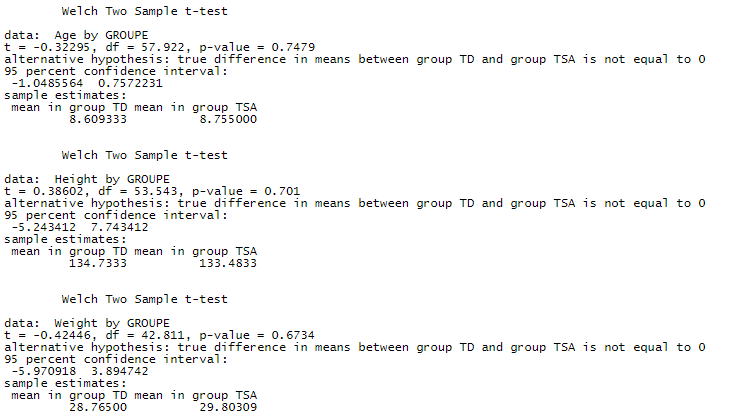 Welch Two Sample t-test
data:  Age by GROUPE
t = -0.32295, df = 57.922, p-value = 0.7479
alternative hypothesis: true difference in means between group TD and group TSA is not equal to 0
95 percent confidence interval:
 -1.0485564  0.7572231
sample estimates:
 mean in group TD mean in group TSA
         8.609333          8.755000
Welch Two Sample t-test
data:  Height by GROUPE
t = 0.38602, df = 53.543, p-value = 0.701
alternative hypothesis: true difference in means between group TD and group TSA is not equal to 0
95 percent confidence interval:
 -5.243412  7.743412
sample estimates:
 mean in group TD mean in group TSA
         134.7333          133.4833
Welch Two Sample t-test
data:  Weight by GROUPE
t = -0.42446, df = 42.811, p-value = 0.6734
alternative hypothesis: true difference in means between group TD and group TSA is not equal to 0
95 percent confidence interval:
 -5.970918  3.894742
sample estimates:
 mean in group TD mean in group TSA
         28.76500          29.80309